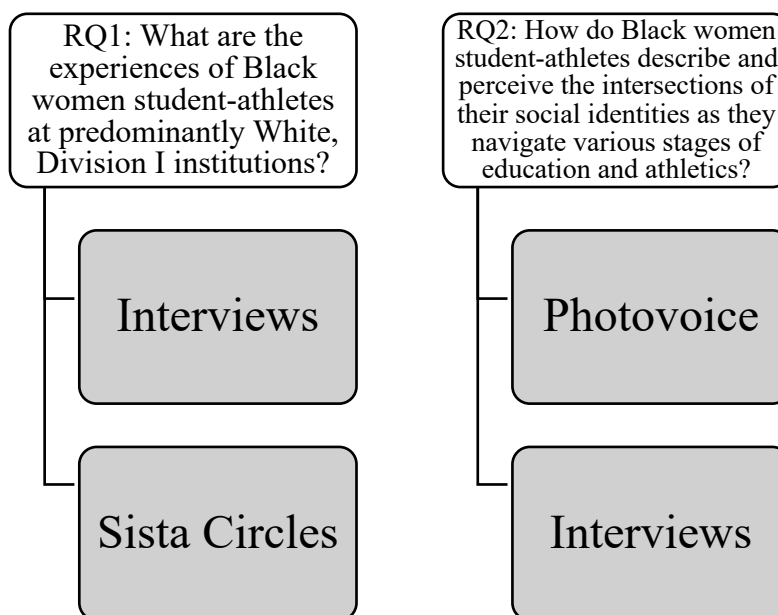 RQ1: What are the
experiences of Black
women student-athletes
at predominantly White,
Division I institutions?
Interviews
Sista Circles
RQ2: How do Black women
student-athletes describe and
perceive the intersections of
their social identities as they
navigate various stages of
education and athletics?
Photovoice
Interviews